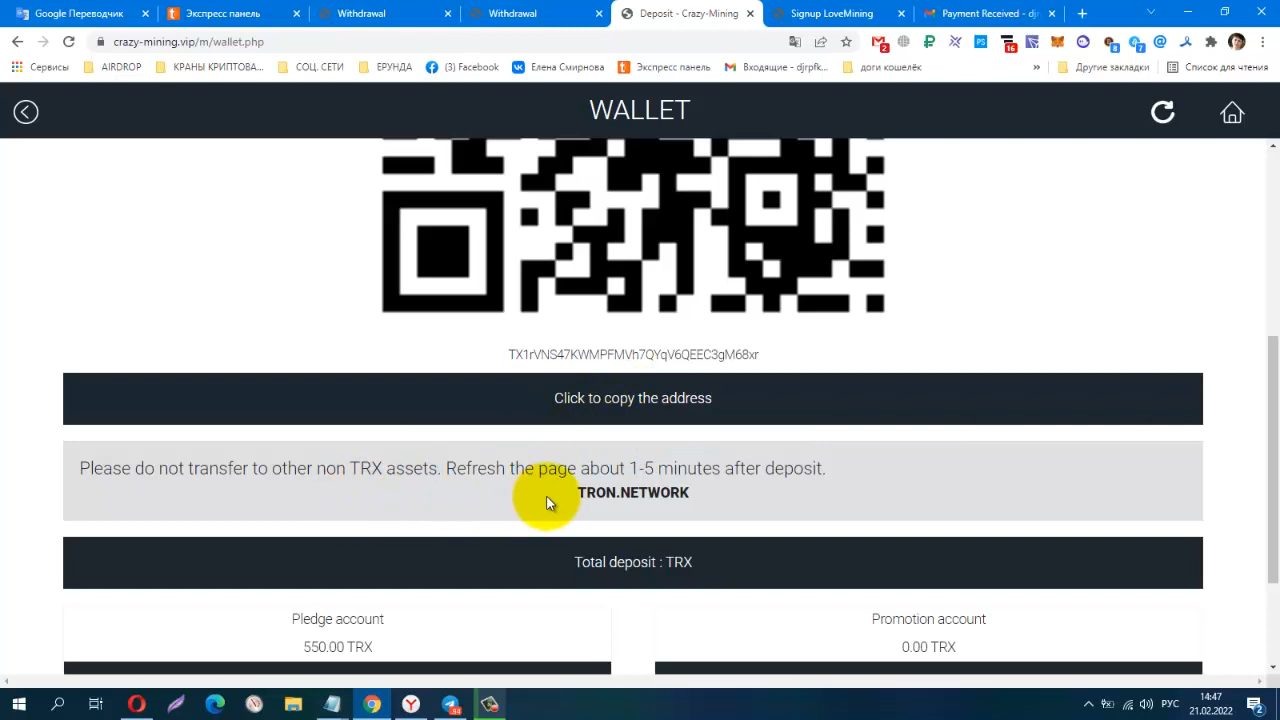 Google Переводчик
Экспресс панель
Withdrawal
Withdrawal
Deposit - Crazy-Mining
Signup LoveMining
Payment Received - djr
crazy-mining.vip/m/wallet.php
Сервисы
AIRDROP
КРАНЫ КРИПТОВА...
СОЦ. СЕТИ
ЕРУНДА
(3) Facebook
Елена Смирнова
Экспресс панель
Входящие - djrpfk...
доги кошелёк
»
Другие закладки
Список для чтения
WALLET
TX1rVNS47KWMPFMVh7QYqV6QEEC3gM68xr
Click to copy the address
Please do not transfer to other non TRX assets. Refresh the page about 1-5 minutes after deposit.
TRON.NETWORK
Total deposit : TRX
Pledge account
550.00 TRX
Promotion account
0.00 TRX
РУС
14:47
21.02.2022